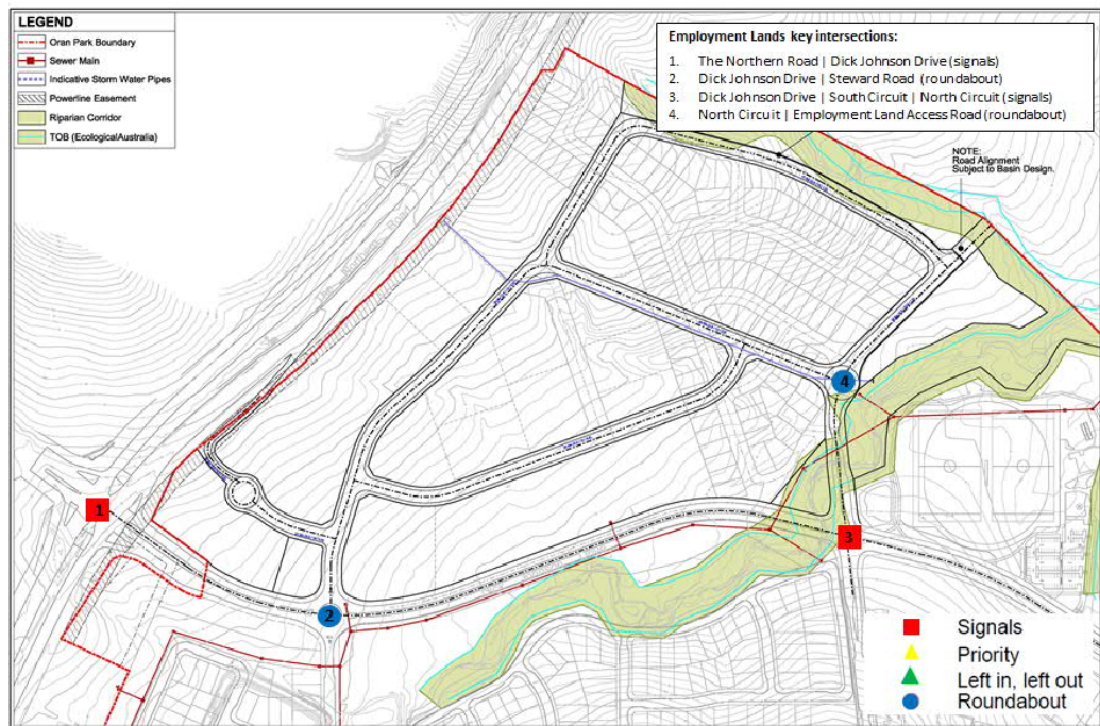 LEGEND
Oran Park Boundary
Sewer Main
Indicative Storm Water Pipes
Powerline Easement
Riparian Corridor
TOB (EcologicalAustralia)
Employment Lands key intersections:
1. The Northern Road | Dick Johnson Drive (signals)
2. Dick Johnson Drive | Steward Road (roundabout)
3. Dick Johnson Drive | South Circuit | North Circuit (signals)
4. North Circuit | Employment Land Access Road (roundabout)
NOTE:
Road Alignment
Subject to Basin Design.
The Northern Road
4
1
3
2
Signals
Priority
Left in, left out
Roundabout